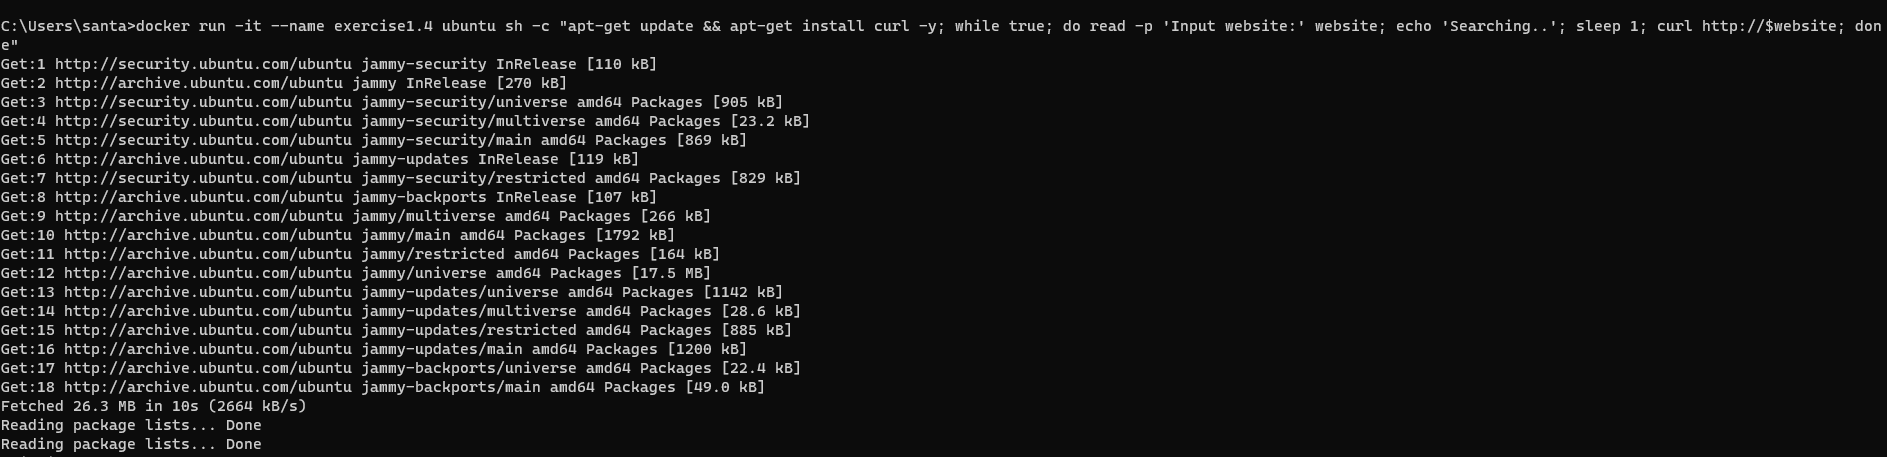 C:\Users\santa>docker run -it --name exercise1.4 ubuntu sh -c "apt-get update && apt-get install curl -y; while true; do read -p 'Input website:' website; echo 'Searching..'; sleep 1; curl http://$website; don
e"
Get:1 http://security.ubuntu.com/ubuntu jammy-security InRelease [110 kB]
Get:2 http://archive.ubuntu.com/ubuntu jammy InRelease [270 kB]
Get:3 http://security.ubuntu.com/ubuntu jammy-security/universe amd64 Packages [905 kB]
Get:4 http://security.ubuntu.com/ubuntu jammy-security/multiverse amd64 Packages [23.2 kB]
Get:5 http://security.ubuntu.com/ubuntu jammy-security/main amd64 Packages [869 kB]
Get:6 http://archive.ubuntu.com/ubuntu jammy-updates InRelease [119 kB]
Get:7 http://security.ubuntu.com/ubuntu jammy-security/restricted amd64 Packages [829 kB]
Get:8 http://archive.ubuntu.com/ubuntu jammy-backports InRelease [107 kB]
Get:9 http://archive.ubuntu.com/ubuntu jammy/multiverse amd64 Packages [266 kB]
Get:10 http://archive.ubuntu.com/ubuntu jammy/main amd64 Packages [1792 kB]
Get:11 http://archive.ubuntu.com/ubuntu jammy/restricted amd64 Packages [164 kB]
Get:12 http://archive.ubuntu.com/ubuntu jammy/universe amd64 Packages [17.5 MB]
Get:13 http://archive.ubuntu.com/ubuntu jammy-updates/universe amd64 Packages [1142 kB]
Get:14 http://archive.ubuntu.com/ubuntu jammy-updates/multiverse amd64 Packages [28.6 kB]
Get:15 http://archive.ubuntu.com/ubuntu jammy-updates/restricted amd64 Packages [885 kB]
Get:16 http://archive.ubuntu.com/ubuntu jammy-updates/main amd64 Packages [1200 kB]
Get:17 http://archive.ubuntu.com/ubuntu jammy-backports/universe amd64 Packages [22.4 kB]
Get:18 http://archive.ubuntu.com/ubuntu jammy-backports/main amd64 Packages [49.0 kB]
Fetched 26.3 MB in 10s (2664 kB/s)
Reading package lists... Done
Reading package lists... Done